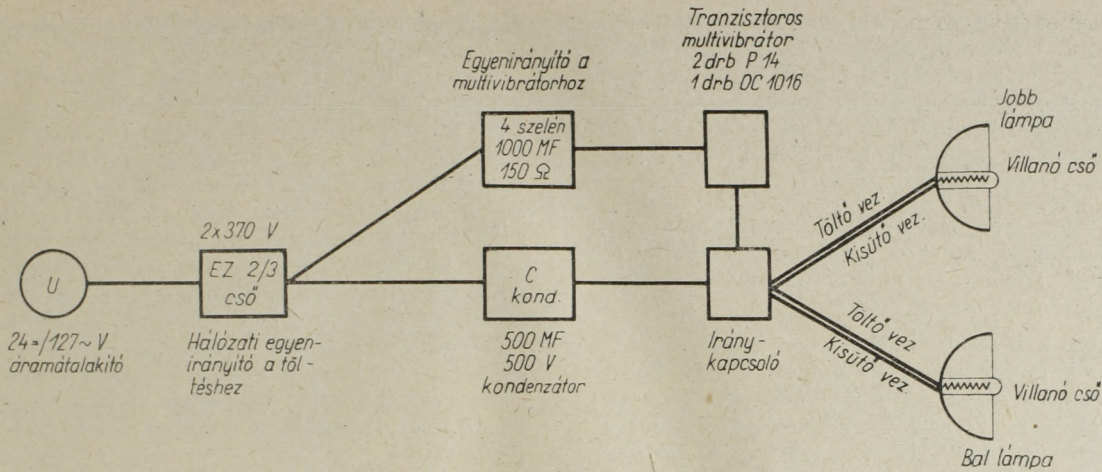 Tranzisztoros
multivibrátor
2 drb P 14
1 drb OC 1016
Egyenirányító a
multivibrátorhoz
4 szelén
1000 MF
150 Ω
Jobb
lámpa
Villanó cső
Töltő vez.
Kisütő vez.
2x370 V
EZ 2/3
cső
U
C
kond.
24=/127~ V
áramátalakító
Hálózati egyen-
irányító a töl-
téshez
500 MF
500 V
kondenzátor
Irány-
kapcsoló
Töltő vez.
Kisütő vez.
Villanó cső
Bal lámpa